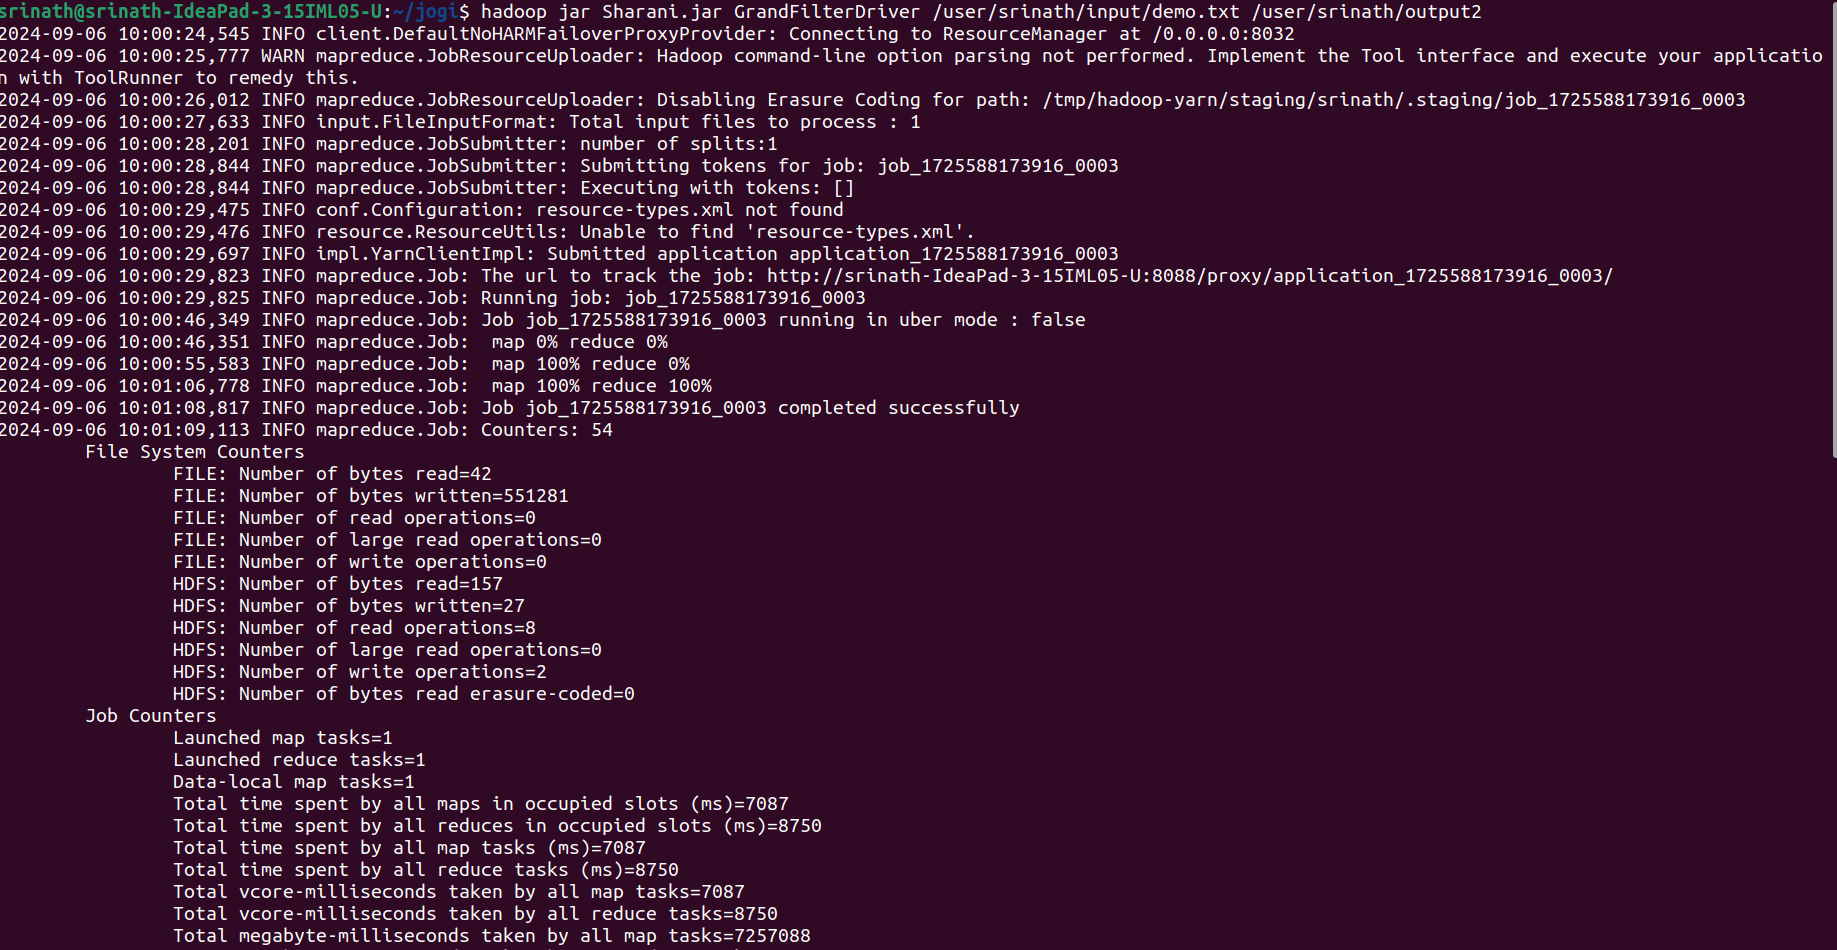 srinath@srinath-IdeaPad-3-15IML05-U:~/jogi$ hadoop jar Sharani.jar GrandFilterDriver /user/srinath/input/demo.txt /user/srinath/output2
2024-09-06 10:00:24,545 INFO client.DefaultNoHARMFailoverProxyProvider: Connecting to ResourceManager at /0.0.0.0:8032
2024-09-06 10:00:25,777 WARN mapreduce.JobResourceUploader: Hadoop command-line option parsing not performed. Implement the Tool interface and execute your applicatio
n with ToolRunner to remedy this.
2024-09-06 10:00:26,012 INFO mapreduce.JobResourceUploader: Disabling Erasure Coding for path: /tmp/hadoop-yarn/staging/srinath/.staging/job_1725588173916_0003
2024-09-06 10:00:27,633 INFO input.FileInputFormat: Total input files to process : 1
2024-09-06 10:00:28,201 INFO mapreduce.JobSubmitter: number of splits:1
2024-09-06 10:00:28,844 INFO mapreduce.JobSubmitter: Submitting tokens for job: job_1725588173916_0003
2024-09-06 10:00:28,844 INFO mapreduce.JobSubmitter: Executing with tokens: []
2024-09-06 10:00:29,475 INFO conf.Configuration: resource-types.xml not found
2024-09-06 10:00:29,476 INFO resource.ResourceUtils: Unable to find 'resource-types.xml'.
2024-09-06 10:00:29,697 INFO impl.YarnClientImpl: Submitted application application_1725588173916_0003
2024-09-06 10:00:29,823 INFO mapreduce.Job: The url to track the job: http://srinath-IdeaPad-3-15IML05-U:8088/proxy/application_1725588173916_0003/
2024-09-06 10:00:29,825 INFO mapreduce.Job: Running job: job_1725588173916_0003
2024-09-06 10:00:46,349 INFO mapreduce.Job: Job job_1725588173916_0003 running in uber mode : false
2024-09-06 10:00:46,351 INFO mapreduce.Job:  map 0% reduce 0%
2024-09-06 10:00:55,583 INFO mapreduce.Job:  map 100% reduce 0%
2024-09-06 10:01:06,778 INFO mapreduce.Job:  map 100% reduce 100%
2024-09-06 10:01:08,817 INFO mapreduce.Job: Job job_1725588173916_0003 completed successfully
2024-09-06 10:01:09,113 INFO mapreduce.Job: Counters: 54
File System Counters
FILE: Number of bytes read=42
FILE: Number of bytes written=551281
FILE: Number of read operations=0
FILE: Number of large read operations=0
FILE: Number of write operations=0
HDFS: Number of bytes read=157
HDFS: Number of bytes written=27
HDFS: Number of read operations=8
HDFS: Number of large read operations=0
HDFS: Number of write operations=2
HDFS: Number of bytes read erasure-coded=0
Job Counters
Launched map tasks=1
Launched reduce tasks=1
Data-local map tasks=1
Total time spent by all maps in occupied slots (ms)=7087
Total time spent by all reduces in occupied slots (ms)=8750
Total time spent by all map tasks (ms)=7087
Total time spent by all reduce tasks (ms)=8750
Total vcore-milliseconds taken by all map tasks=7087
Total vcore-milliseconds taken by all reduce tasks=8750
Total megabyte-milliseconds taken by all map tasks=7257088